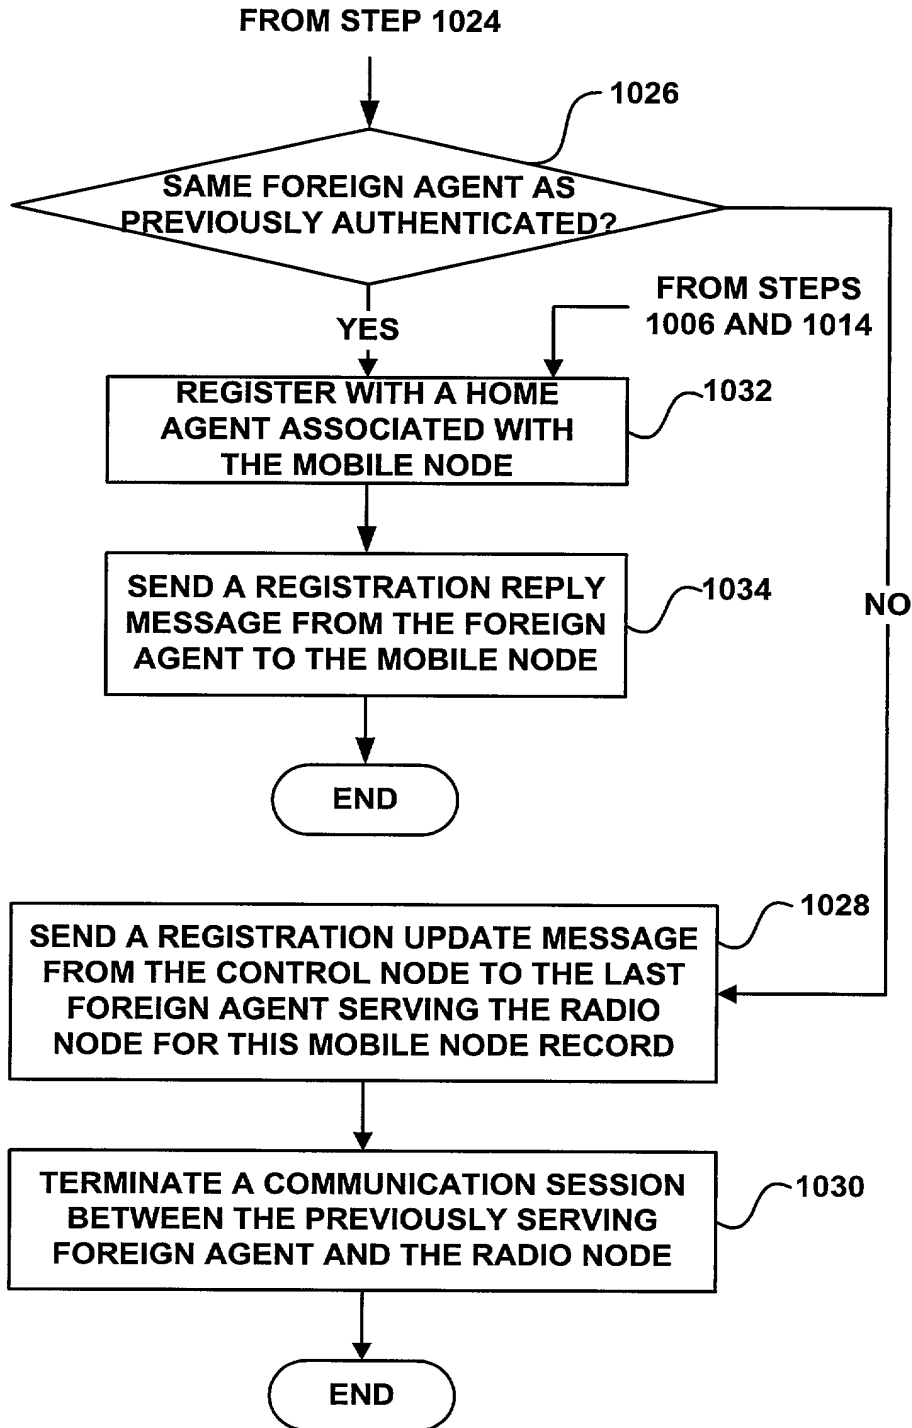 FROM STEP 1024
1026
SAME FOREIGN AGENT AS
PREVIOUSLY AUTHENTICATED?
FROM STEPS
1006 AND 1014
YES
REGISTER WITH A HOME
AGENT ASSOCIATED WITH
THE MOBILE NODE
1032
SEND A REGISTRATION REPLY
MESSAGE FROM THE FOREIGN
AGENT TO THE MOBILE NODE
1034
NO
END
SEND A REGISTRATION UPDATE MESSAGE
FROM THE CONTROL NODE TO THE LAST
FOREIGN AGENT SERVING THE RADIO
NODE FOR THIS MOBILE NODE RECORD
1028
TERMINATE A COMMUNICATION SESSION
BETWEEN THE PREVIOUSLY SERVING
FOREIGN AGENT AND THE RADIO NODE
1030
END